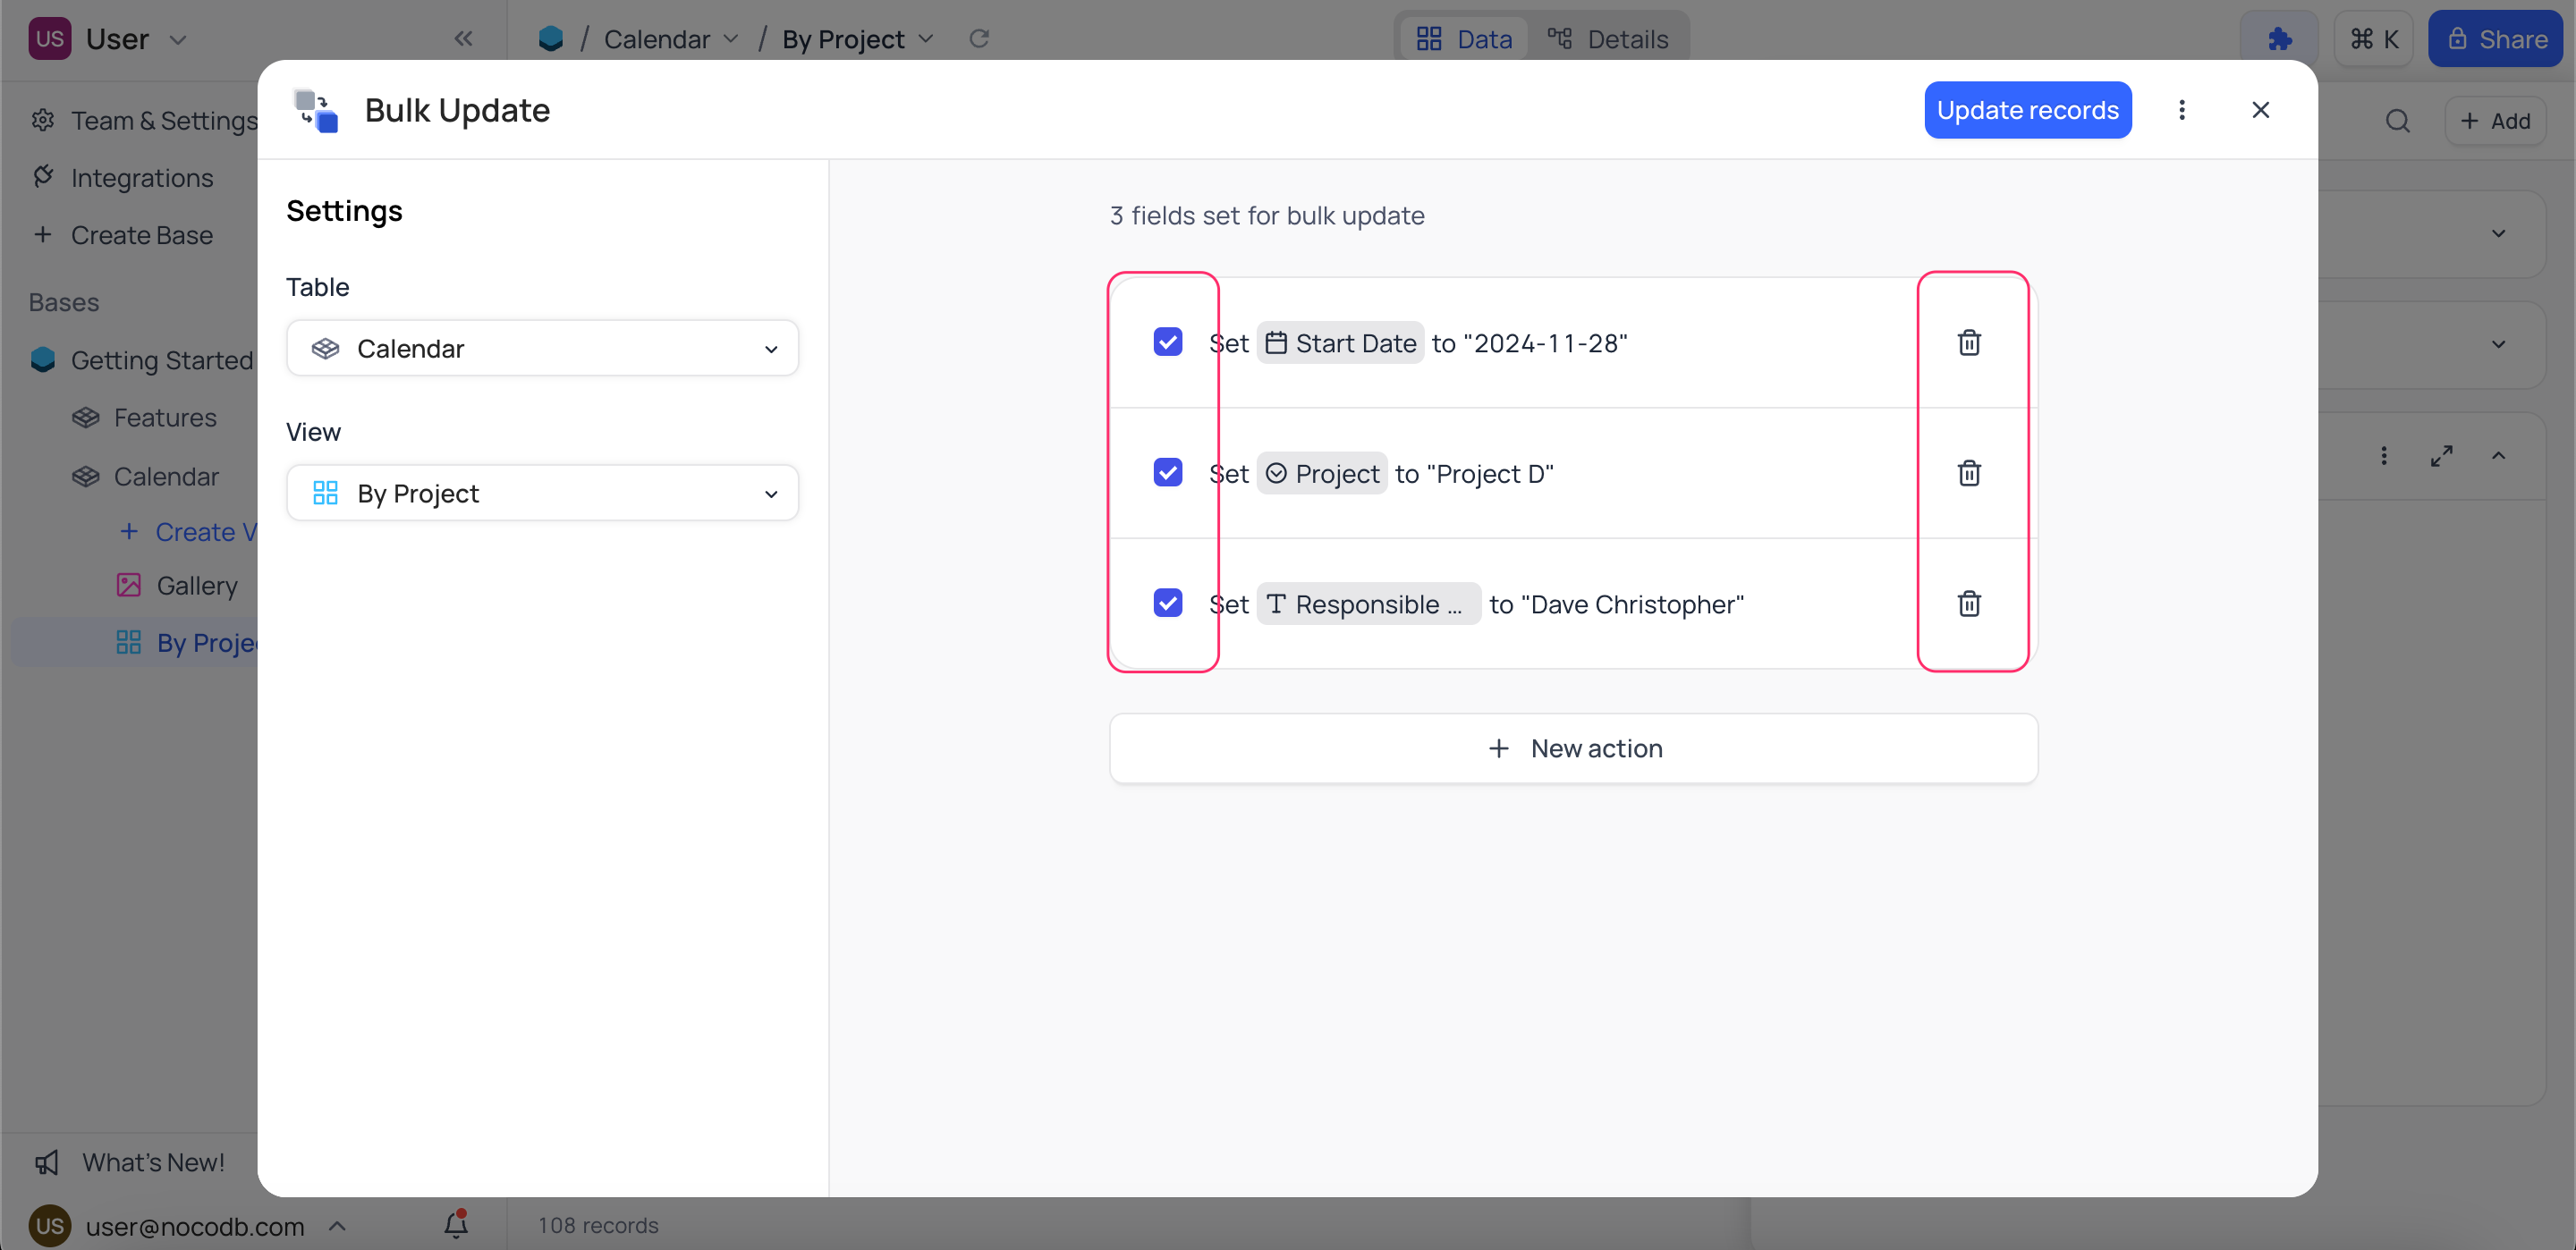 US User / Calendar / By Project Data Details ⌘ K Share
Bulk Update Update records
Team & Settings
Add
Integrations
Settings
3 fields set for bulk update
Create Base
Table
Bases
Calendar
Set Start Date to "2024-11-28"
Getting Started
Features
View
Calendar
Set Project to "Project D"
By Project
Create V
Gallery
Set Responsible ... to "Dave Christopher"
By Projec
New action
What's New!
US user@nocodb.com
108 records